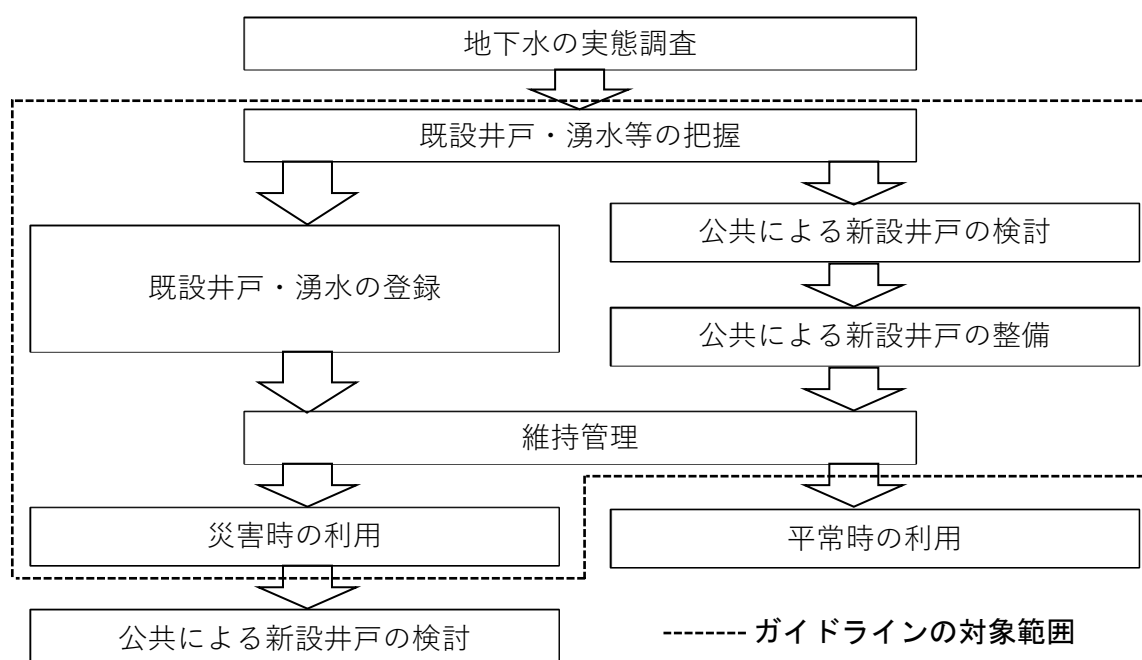 地下水の実態調査
既設井戸・湧水等の把握
既設井戸・湧水の登録
公共による新設井戸の検討
公共による新設井戸の整備
維持管理
災害時の利用
平常時の利用
公共による新設井戸の検討
-------- ガイドラインの対象範囲